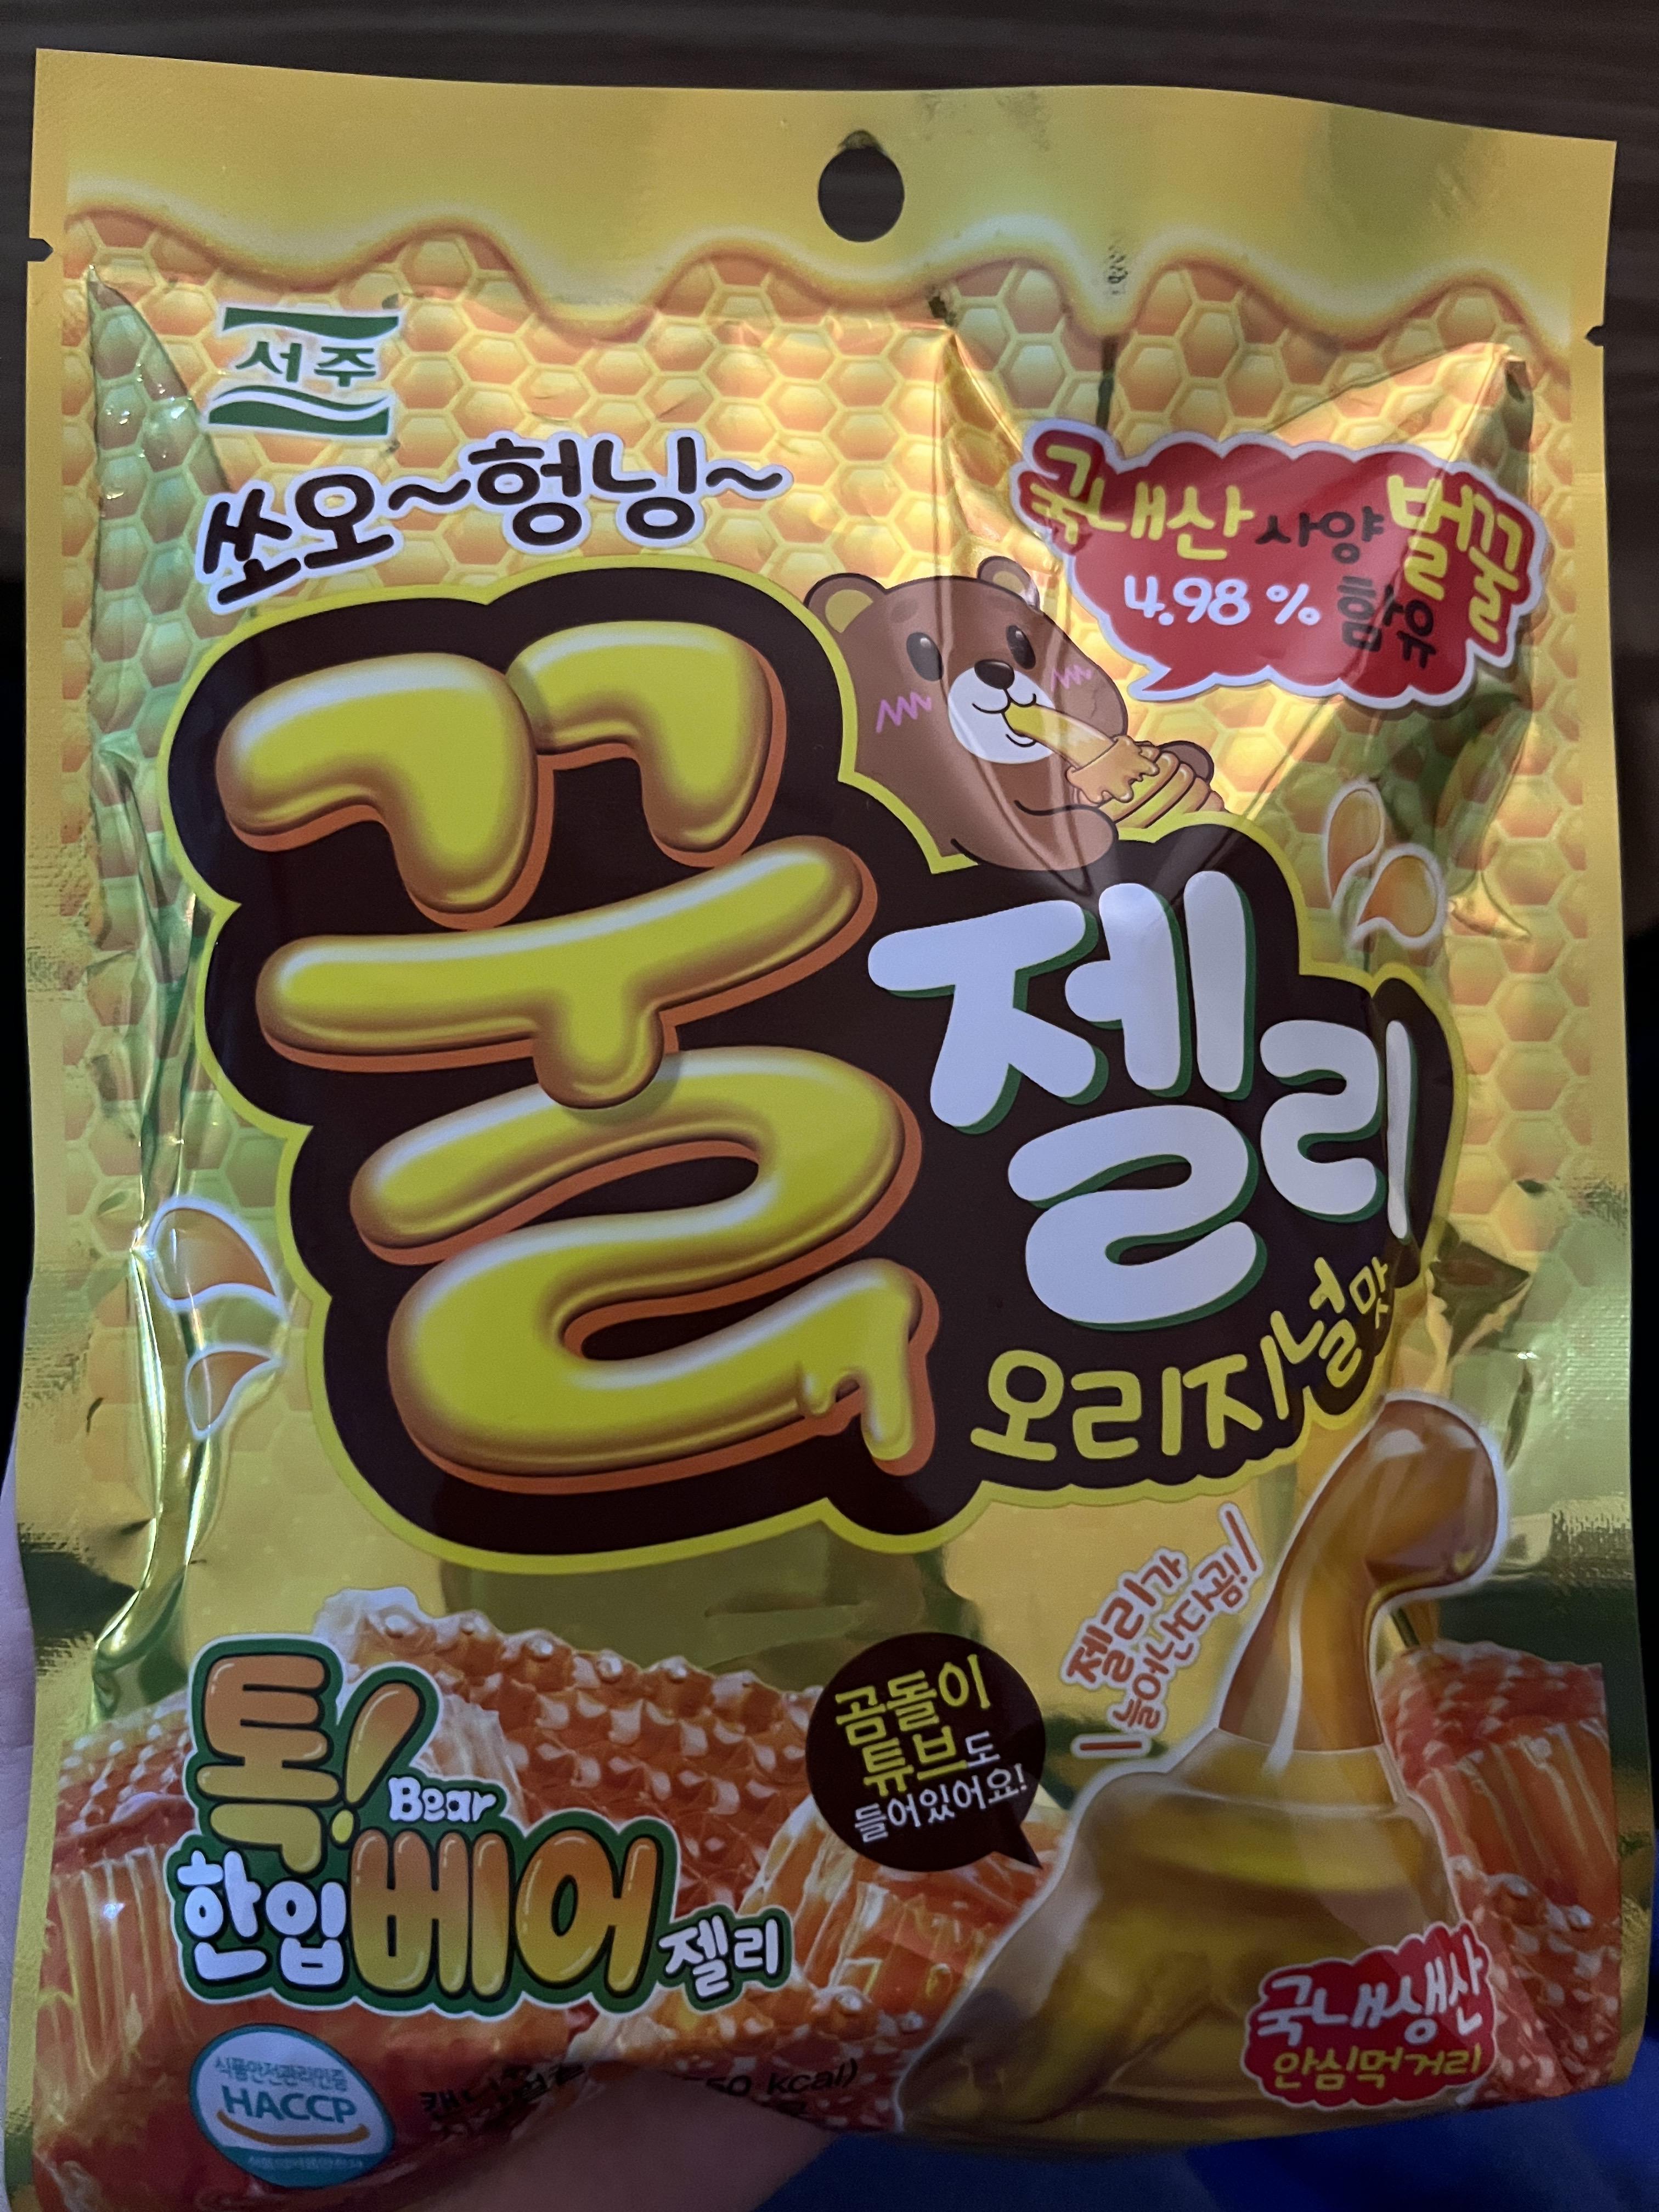 서주
쏘오~헝닝~
국내산 사양 벌꿀
4.98 % 함유
꿀
젤리
오리지널맛
젤리가
늘어난다곰!
곰돌이
튜브도
들어있어요!
톡!
Bear
한입베어젤리
국내생산
안심먹거리
식품안전관리인증
HACCP
kcal)